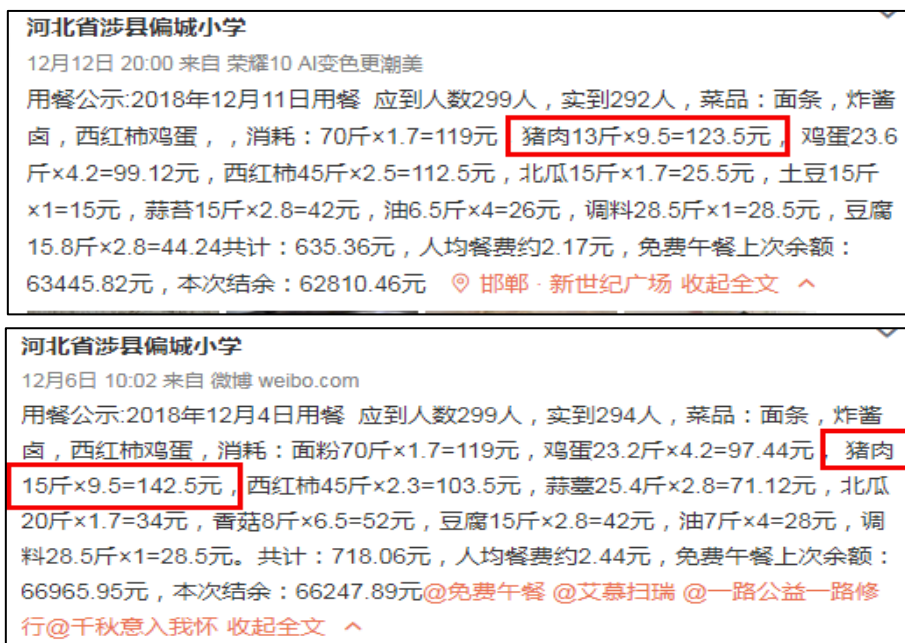 河北省涉县偏城小学
12月12日 20:00 来自 荣耀10 AI变色更潮美
用餐公示:2018年12月11日用餐 应到人数299人，实到292人，菜品：面条，炸酱
卤，西红柿鸡蛋，，消耗：70斤×1.7=119元 猪肉13斤×9.5=123.5元，鸡蛋23.6
斤×4.2=99.12元，西红柿45斤×2.5=112.5元，北瓜15斤×1.7=25.5元，土豆15斤
×1=15元，蒜苔15斤×2.8=42元，油6.5斤×4=26元，调料28.5斤×1=28.5元，豆腐
15.8斤×2.8=44.24共计：635.36元，人均餐费约2.17元，免费午餐上次余额：
63445.82元，本次结余：62810.46元 邯郸·新世纪广场 收起全文
河北省涉县偏城小学
12月6日 10:02 来自 微博 weibo.com
用餐公示:2018年12月4日用餐 应到人数299人，实到294人，菜品：面条，炸酱
卤，西红柿鸡蛋，消耗：面粉70斤×1.7=119元，鸡蛋23.2斤×4.2=97.44元，猪肉
15斤×9.5=142.5元，西红柿45斤×2.3=103.5元，蒜薹25.4斤×2.8=71.12元，北瓜
20斤×1.7=34元，香菇8斤×6.5=52元，豆腐15斤×2.8=42元，油7斤×4=28元，调
料28.5斤×1=28.5元。共计：718.06元，人均餐费约2.44元，免费午餐上次余额：
66965.95元，本次结余：66247.89元@免费午餐 @艾慕扫瑞 @一路公益一路修
行@千秋意入我怀 收起全文